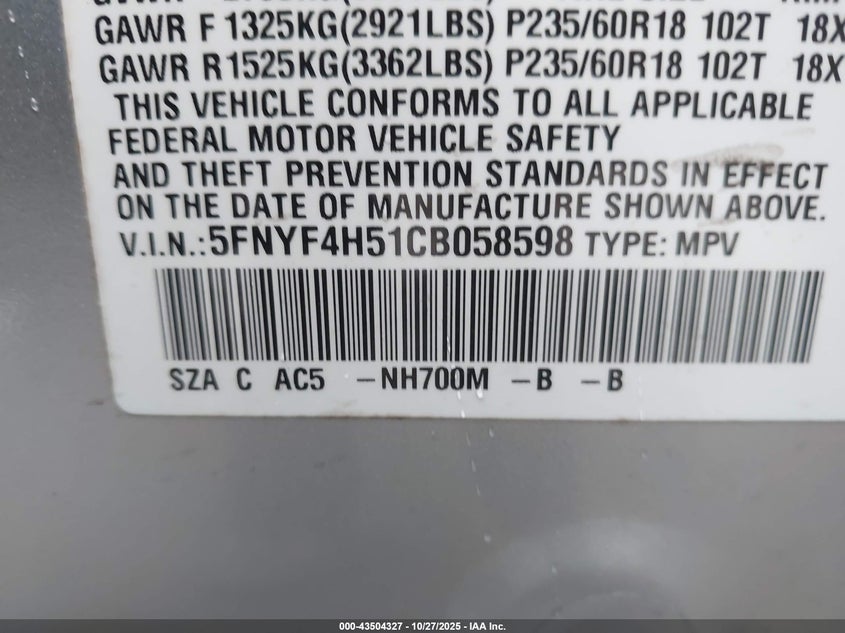 GAWR F 1325KG(2921LBS) P235/60R18 102T 18X
GAWR R1525KG(3362LBS) P235/60R18 102T 18X
THIS VEHICLE CONFORMS TO ALL APPLICABLE
FEDERAL MOTOR VEHICLE SAFETY
AND THEFT PREVENTION STANDARDS IN EFFECT
ON THE DATE OF MANUFACTURE SHOWN ABOVE.
V.I.N.:5FNYF4H51CB058598 TYPE: MPV
SZA C AC5 -NH700M -B -B
000-43504327 | 10/27/2025 - IAA Inc.